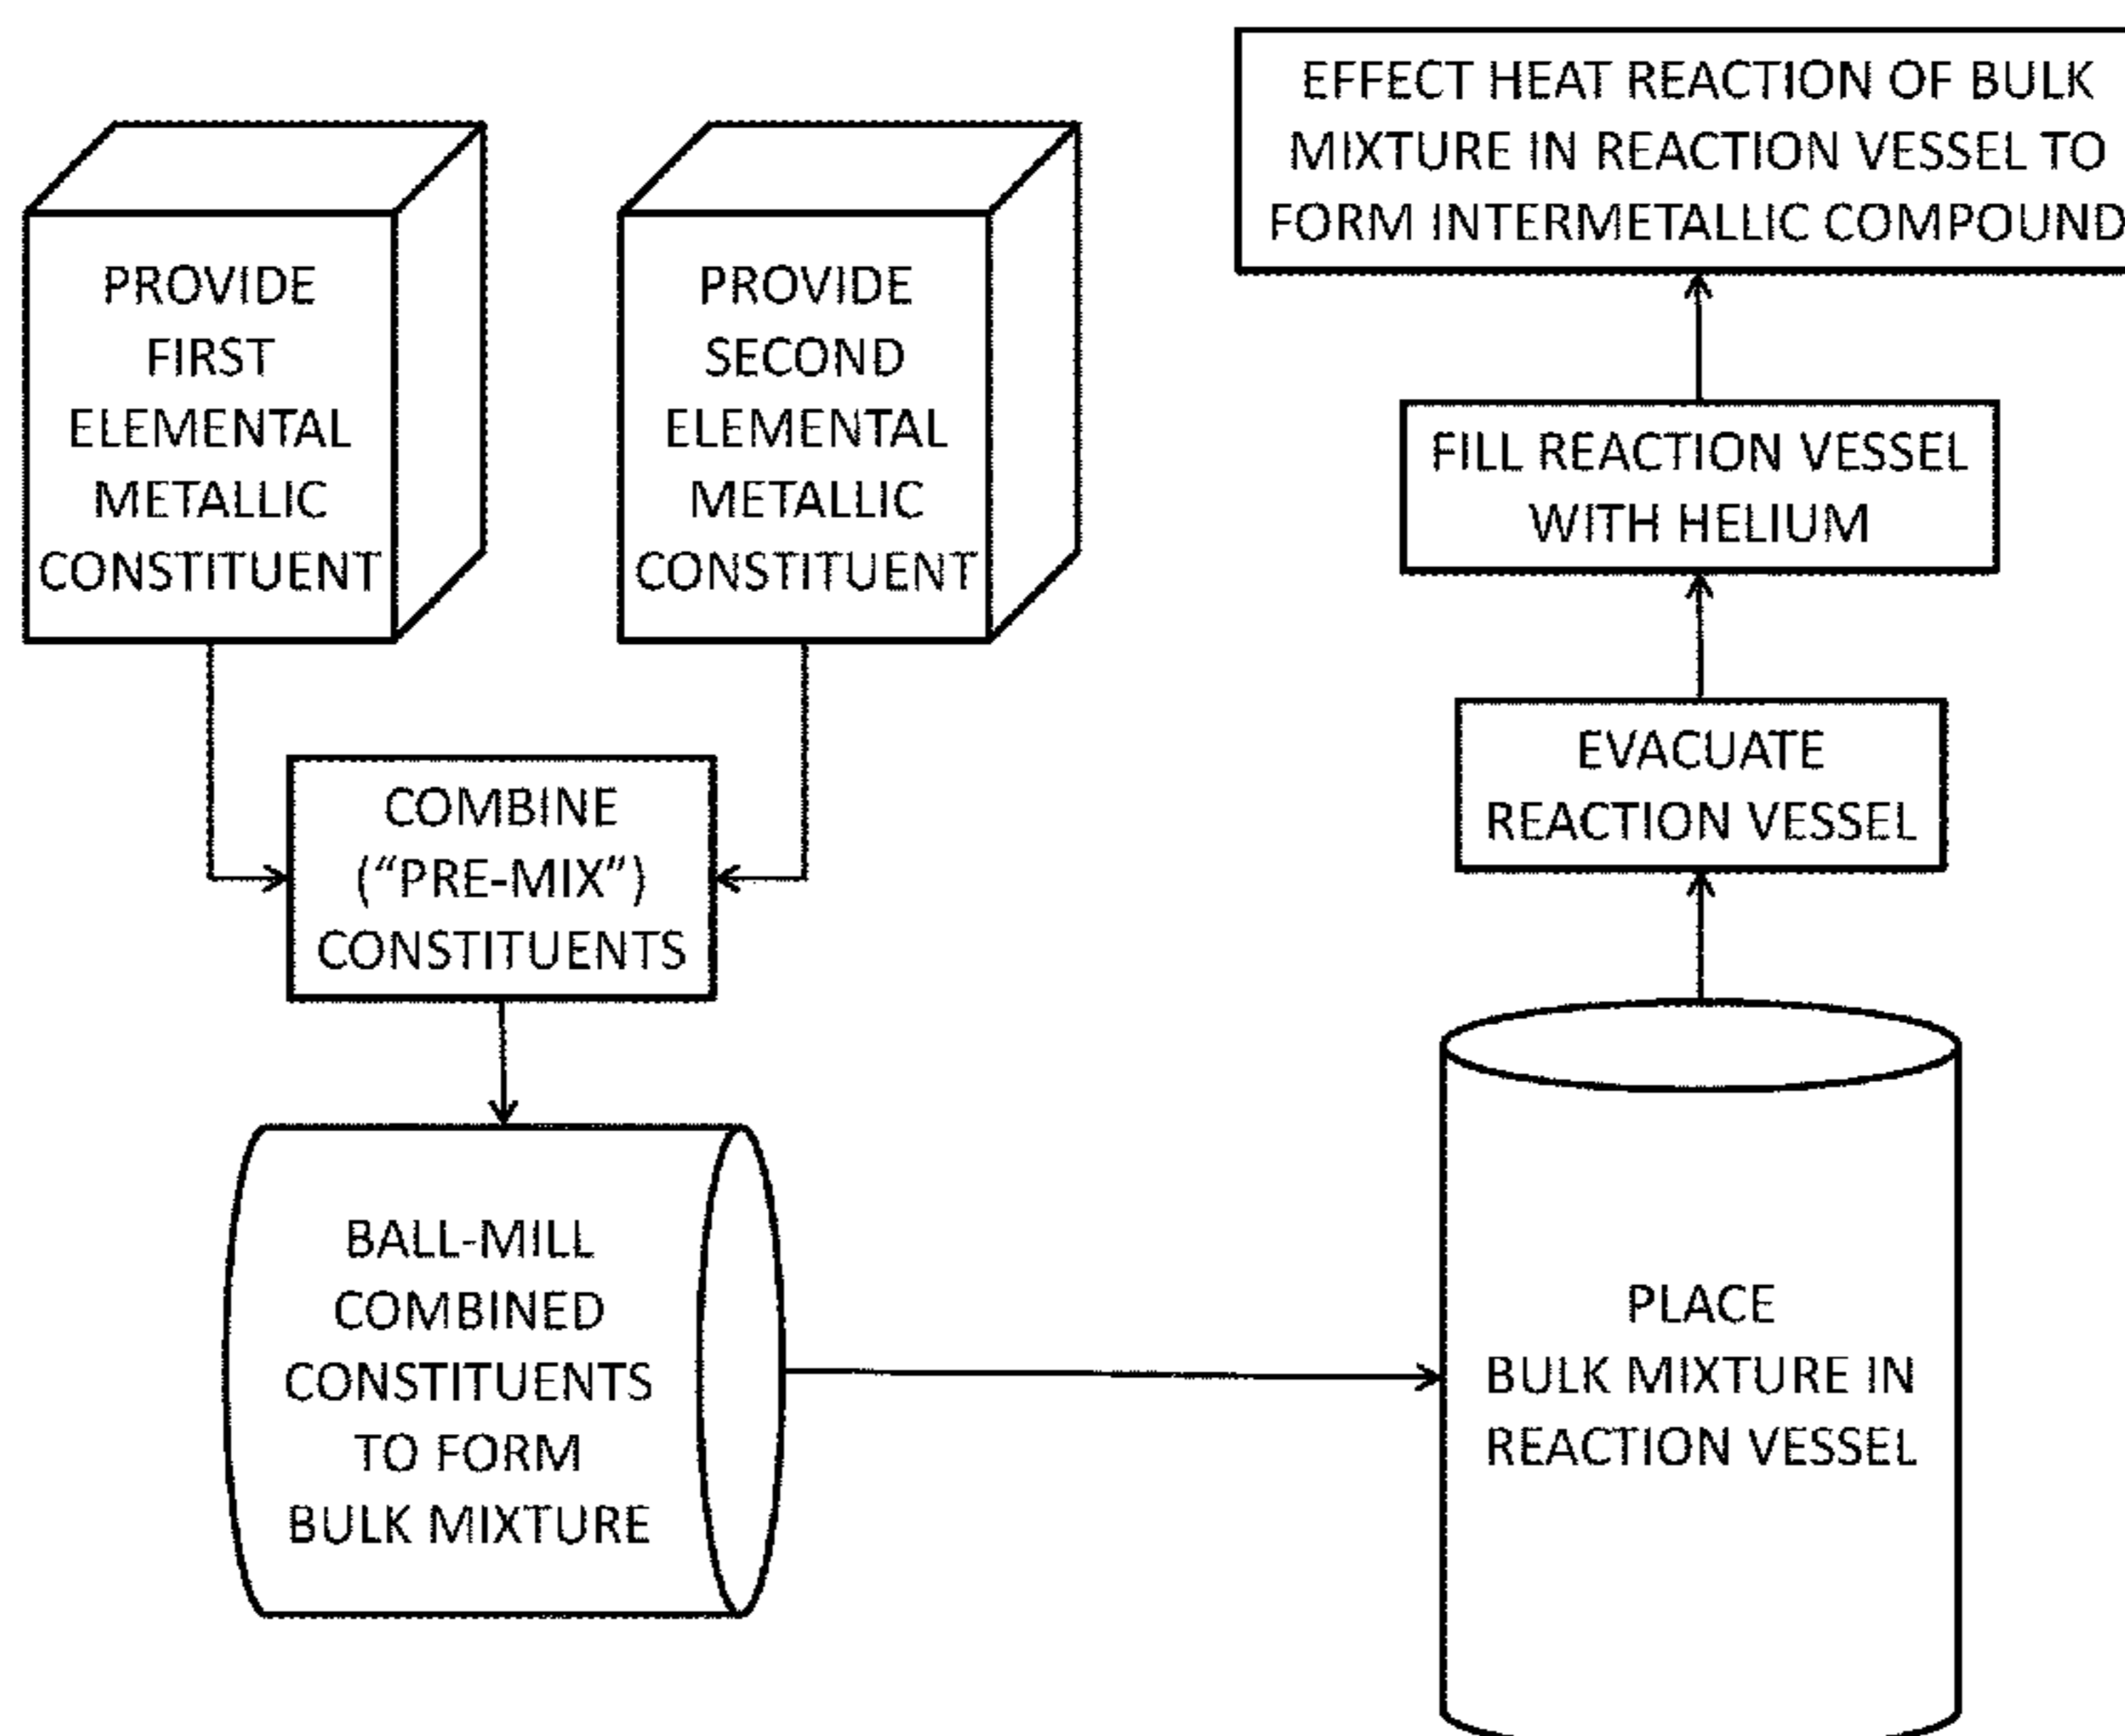 PROVIDE
FIRST
ELEMENTAL
METALLIC
CONSTITUENT
PROVIDE
SECOND
ELEMENTAL
METALLIC
CONSTITUENT
COMBINE
(“PRE-MIX”)
CONSTITUENTS
BALL-MILL
COMBINED
CONSTITUENTS
TO FORM
BULK MIXTURE
PLACE
BULK MIXTURE IN
REACTION VESSEL
EVACUATE
REACTION VESSEL
FILL REACTION VESSEL
WITH HELIUM
EFFECT HEAT REACTION OF BULK
MIXTURE IN REACTION VESSEL TO
FORM INTERMETALLIC COMPOUND